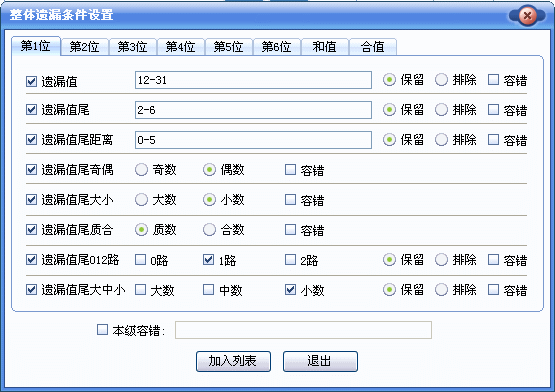 整体遗漏条件设置
第1位 第2位 第3位 第4位 第5位 第6位 和值 合值
遗漏值 12-31 保留 排除 容错
遗漏值尾 2-6 保留 排除 容错
遗漏值尾距离 0-5 保留 排除 容错
遗漏值尾奇偶 奇数 偶数 容错
遗漏值尾大小 大数 小数 容错
遗漏值尾质合 质数 合数 容错
遗漏值尾012路 0路 1路 2路 保留 排除 容错
遗漏值尾大中小 大数 中数 小数 保留 排除 容错
本级容错:
加入列表 退出